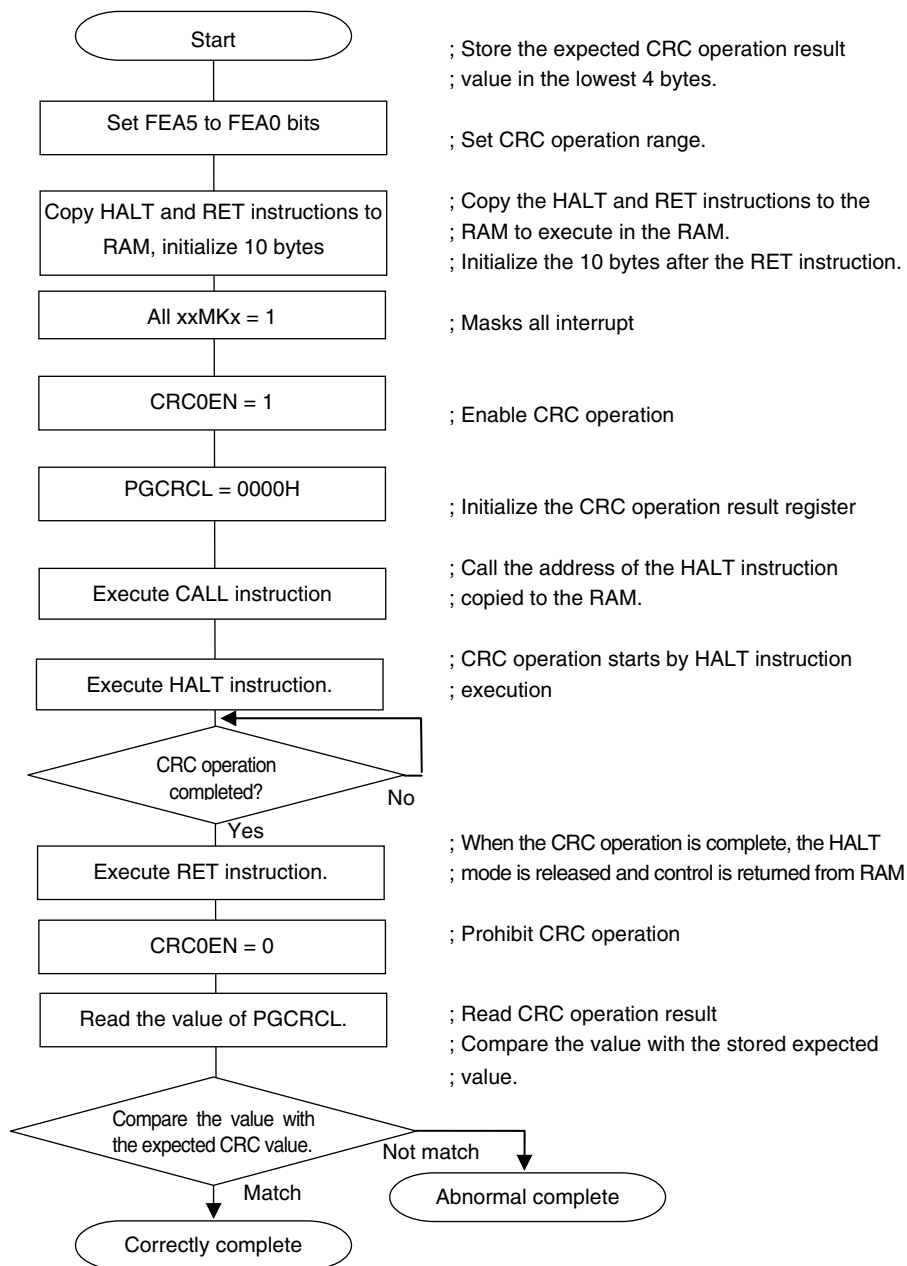 Start
; Store the expected CRC operation result
; value in the lowest 4 bytes.
Set FEA5 to FEA0 bits
; Set CRC operation range.
Copy HALT and RET instructions to
RAM, initialize 10 bytes
; Copy the HALT and RET instructions to the
; RAM to execute in the RAM.
; Initialize the 10 bytes after the RET instruction.
All xxMKx = 1
; Masks all interrupt
CRC0EN = 1
; Enable CRC operation
PGCRCL = 0000H
; Initialize the CRC operation result register
Execute CALL instruction
; Call the address of the HALT instruction
; copied to the RAM.
Execute HALT instruction.
; CRC operation starts by HALT instruction
; execution
CRC operation
completed?
No
Yes
Execute RET instruction.
; When the CRC operation is complete, the HALT
; mode is released and control is returned from RAM
CRC0EN = 0
; Prohibit CRC operation
Read the value of PGCRCL.
; Read CRC operation result
; Compare the value with the stored expected
; value.
Compare the value with
the expected CRC value.
Not match
Match
Abnormal complete
Correctly complete